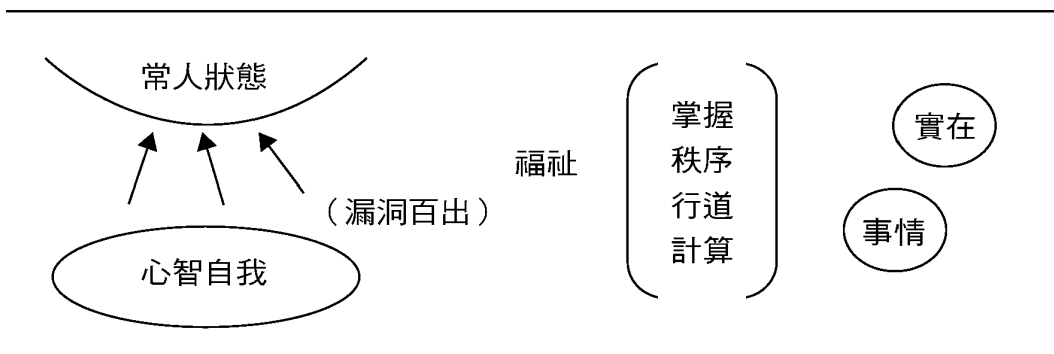 常人狀態
（漏洞百出）
心智自我
福祉
掌握
秩序
行道
計算
實在
事情